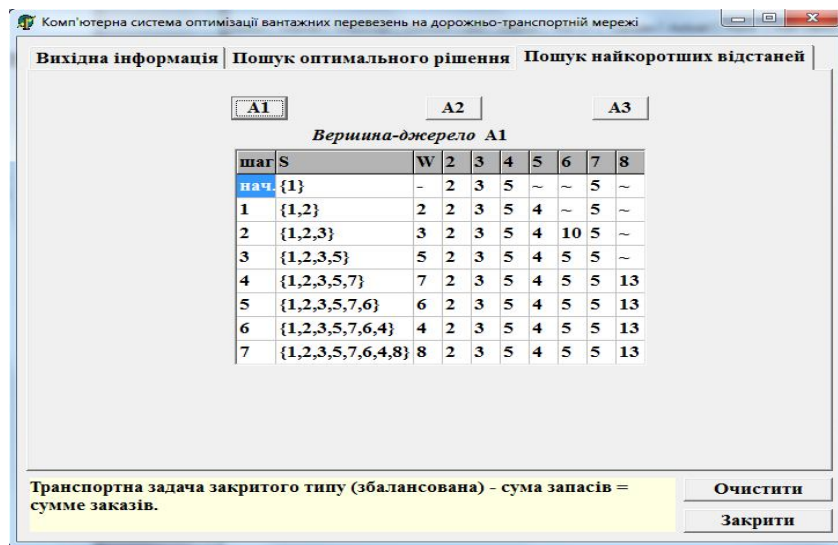 Комп'ютерна система оптимізації вантажних перевезень на дорожньо-транспортній мережі
Вихідна інформація Пошук оптимального рішення Пошук найкоротших відстаней
A1 A2 A3
Вершина-джерело A1
шаг S W 2 3 4 5 6 7 8
нач. {1} - 2 3 5 ~ ~ 5 ~
1 {1,2} 2 2 3 5 4 ~ 5 ~
2 {1,2,3} 3 2 3 5 4 10 5 ~
3 {1,2,3,5} 5 2 3 5 4 5 5 ~
4 {1,2,3,5,7} 7 2 3 5 4 5 5 13
5 {1,2,3,5,7,6} 6 2 3 5 4 5 5 13
6 {1,2,3,5,7,6,4} 4 2 3 5 4 5 5 13
7 {1,2,3,5,7,6,4,8} 8 2 3 5 4 5 5 13
Транспортна задача закритого типу (збалансована) - сума запасів =
сумме заказів.
Очистити
Закрити